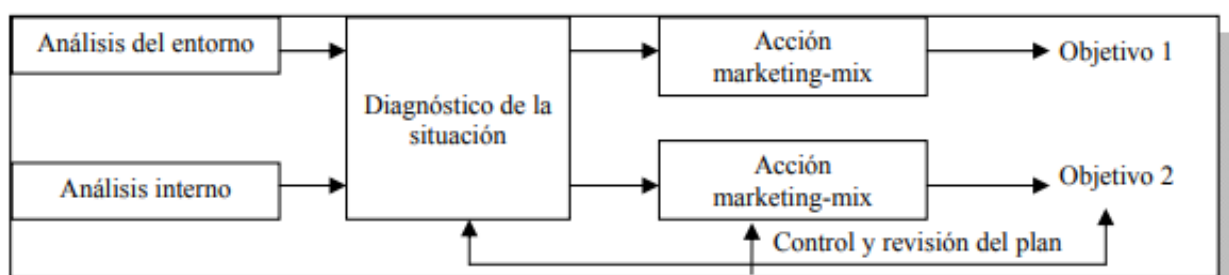 Análisis del entorno
Acción
marketing-mix
Objetivo 1
Diagnóstico de la
situación
Análisis interno
Acción
marketing-mix
Objetivo 2
Control y revisión del plan